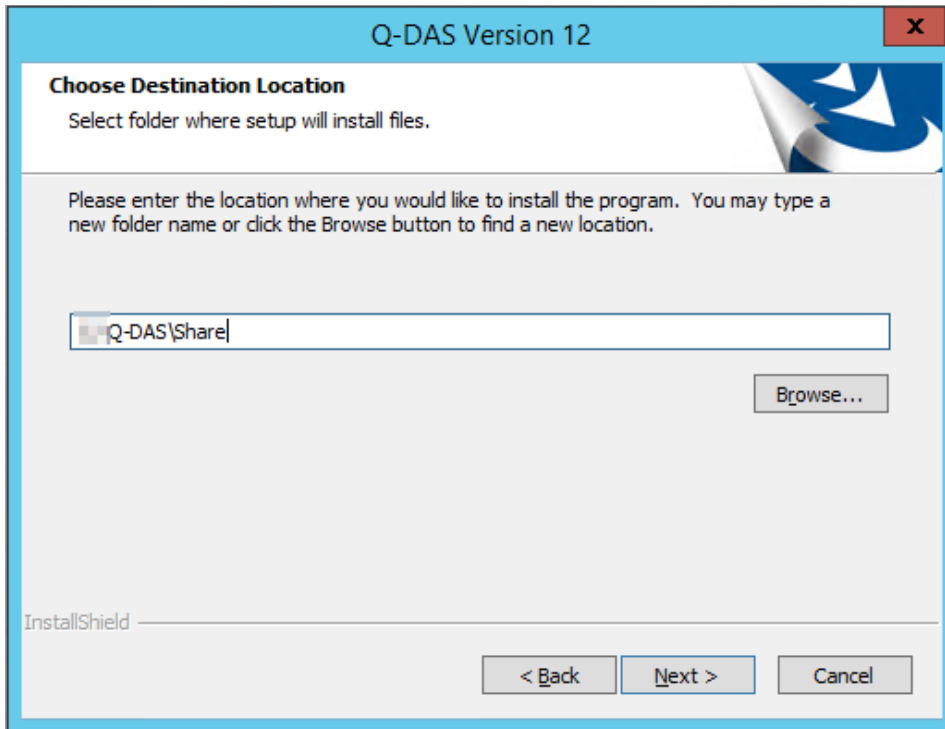 Q-DAS Version 12
x
Choose Destination Location
Select folder where setup will install files.
Please enter the location where you would like to install the program. You may type a
new folder name or click the Browse button to find a new location.
Q-DAS\Share
Browse...
InstallShield
< Back
Next >
Cancel